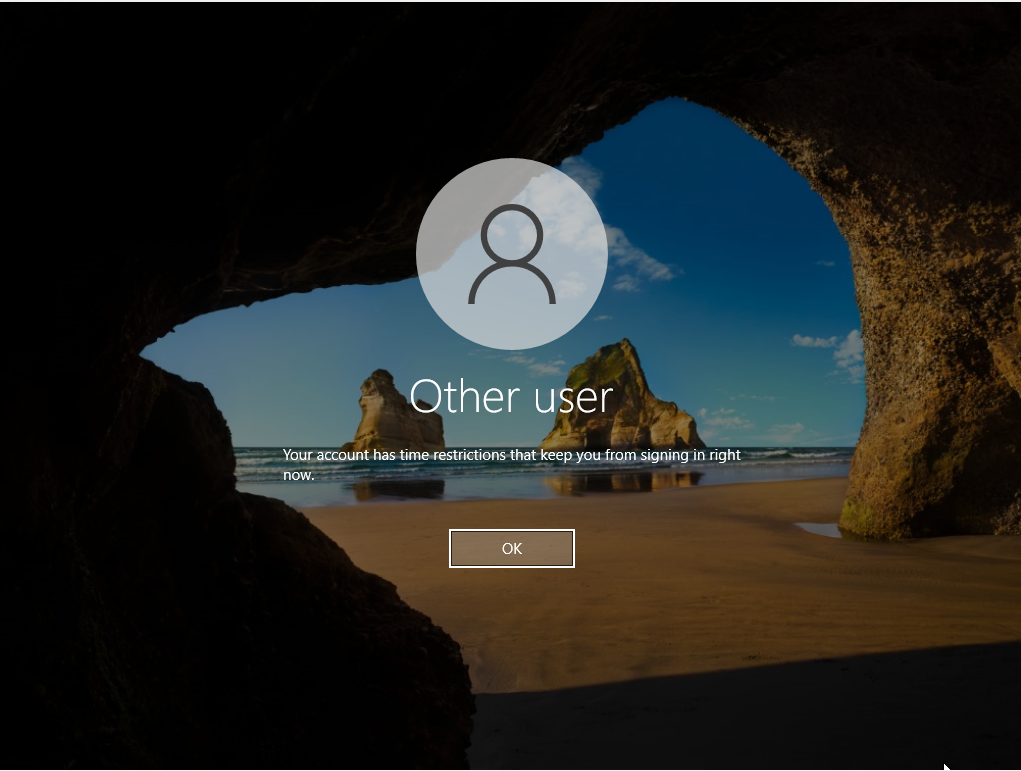 Other user
Your account has time restrictions that keep you from signing in right
now.
OK